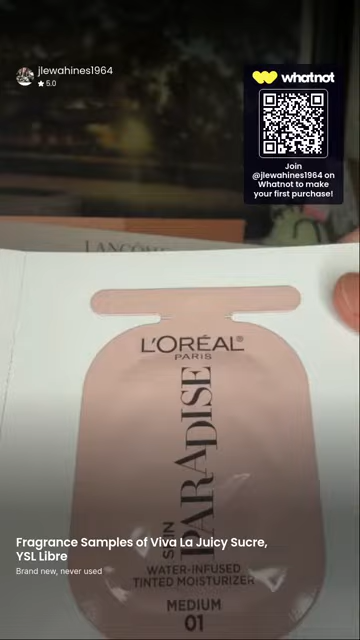 jlewahines1964
★ 5.0
whatnot
Join
@jlewahines1964 on
Whatnot to make
your first purchase!
LANCÔME
L'ORÉAL®
PARIS
SKIN
PARADISE
WATER-INFUSED
TINTED MOISTURIZER
MEDIUM
01
Fragrance Samples of Viva La Juicy Sucre,
YSL Libre
Brand new, never used